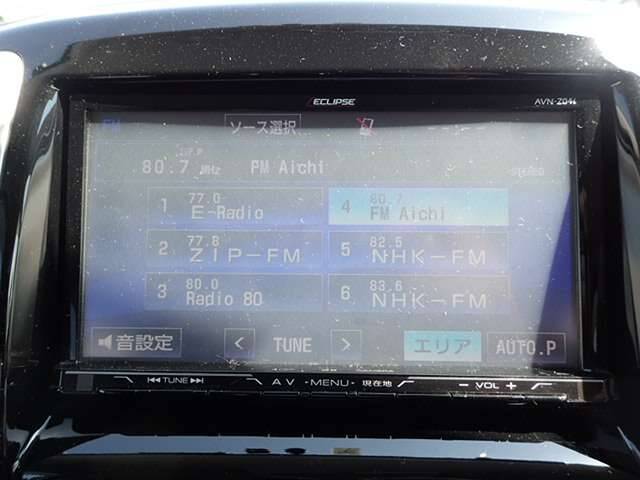 ECLIPSE AVN-Z04i
FM ソース選択
80.7 MHz FM Aichi STEREO
1 77.0 E-Radio
4 80.7 FM Aichi
2 77.8 ZIP-FM
5 82.5 NHK-FM
3 80.0 Radio 80
6 83.6 NHK-FM
音設定 < TUNE > エリア AUTO.P
TUNE AV MENU 現在地 - VOL +